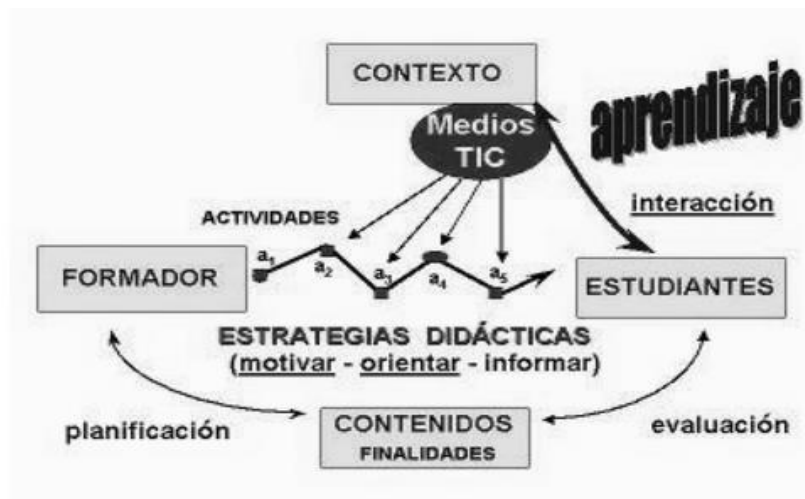 CONTEXTO
Medios
TIC
aprendizaje
interacción
ACTIVIDADES
a1
a2
a3
a4
a5
FORMADOR
ESTUDIANTES
ESTRATEGIAS DIDÁCTICAS
(motivar - orientar - informar)
planificación
CONTENIDOS
FINALIDADES
evaluación